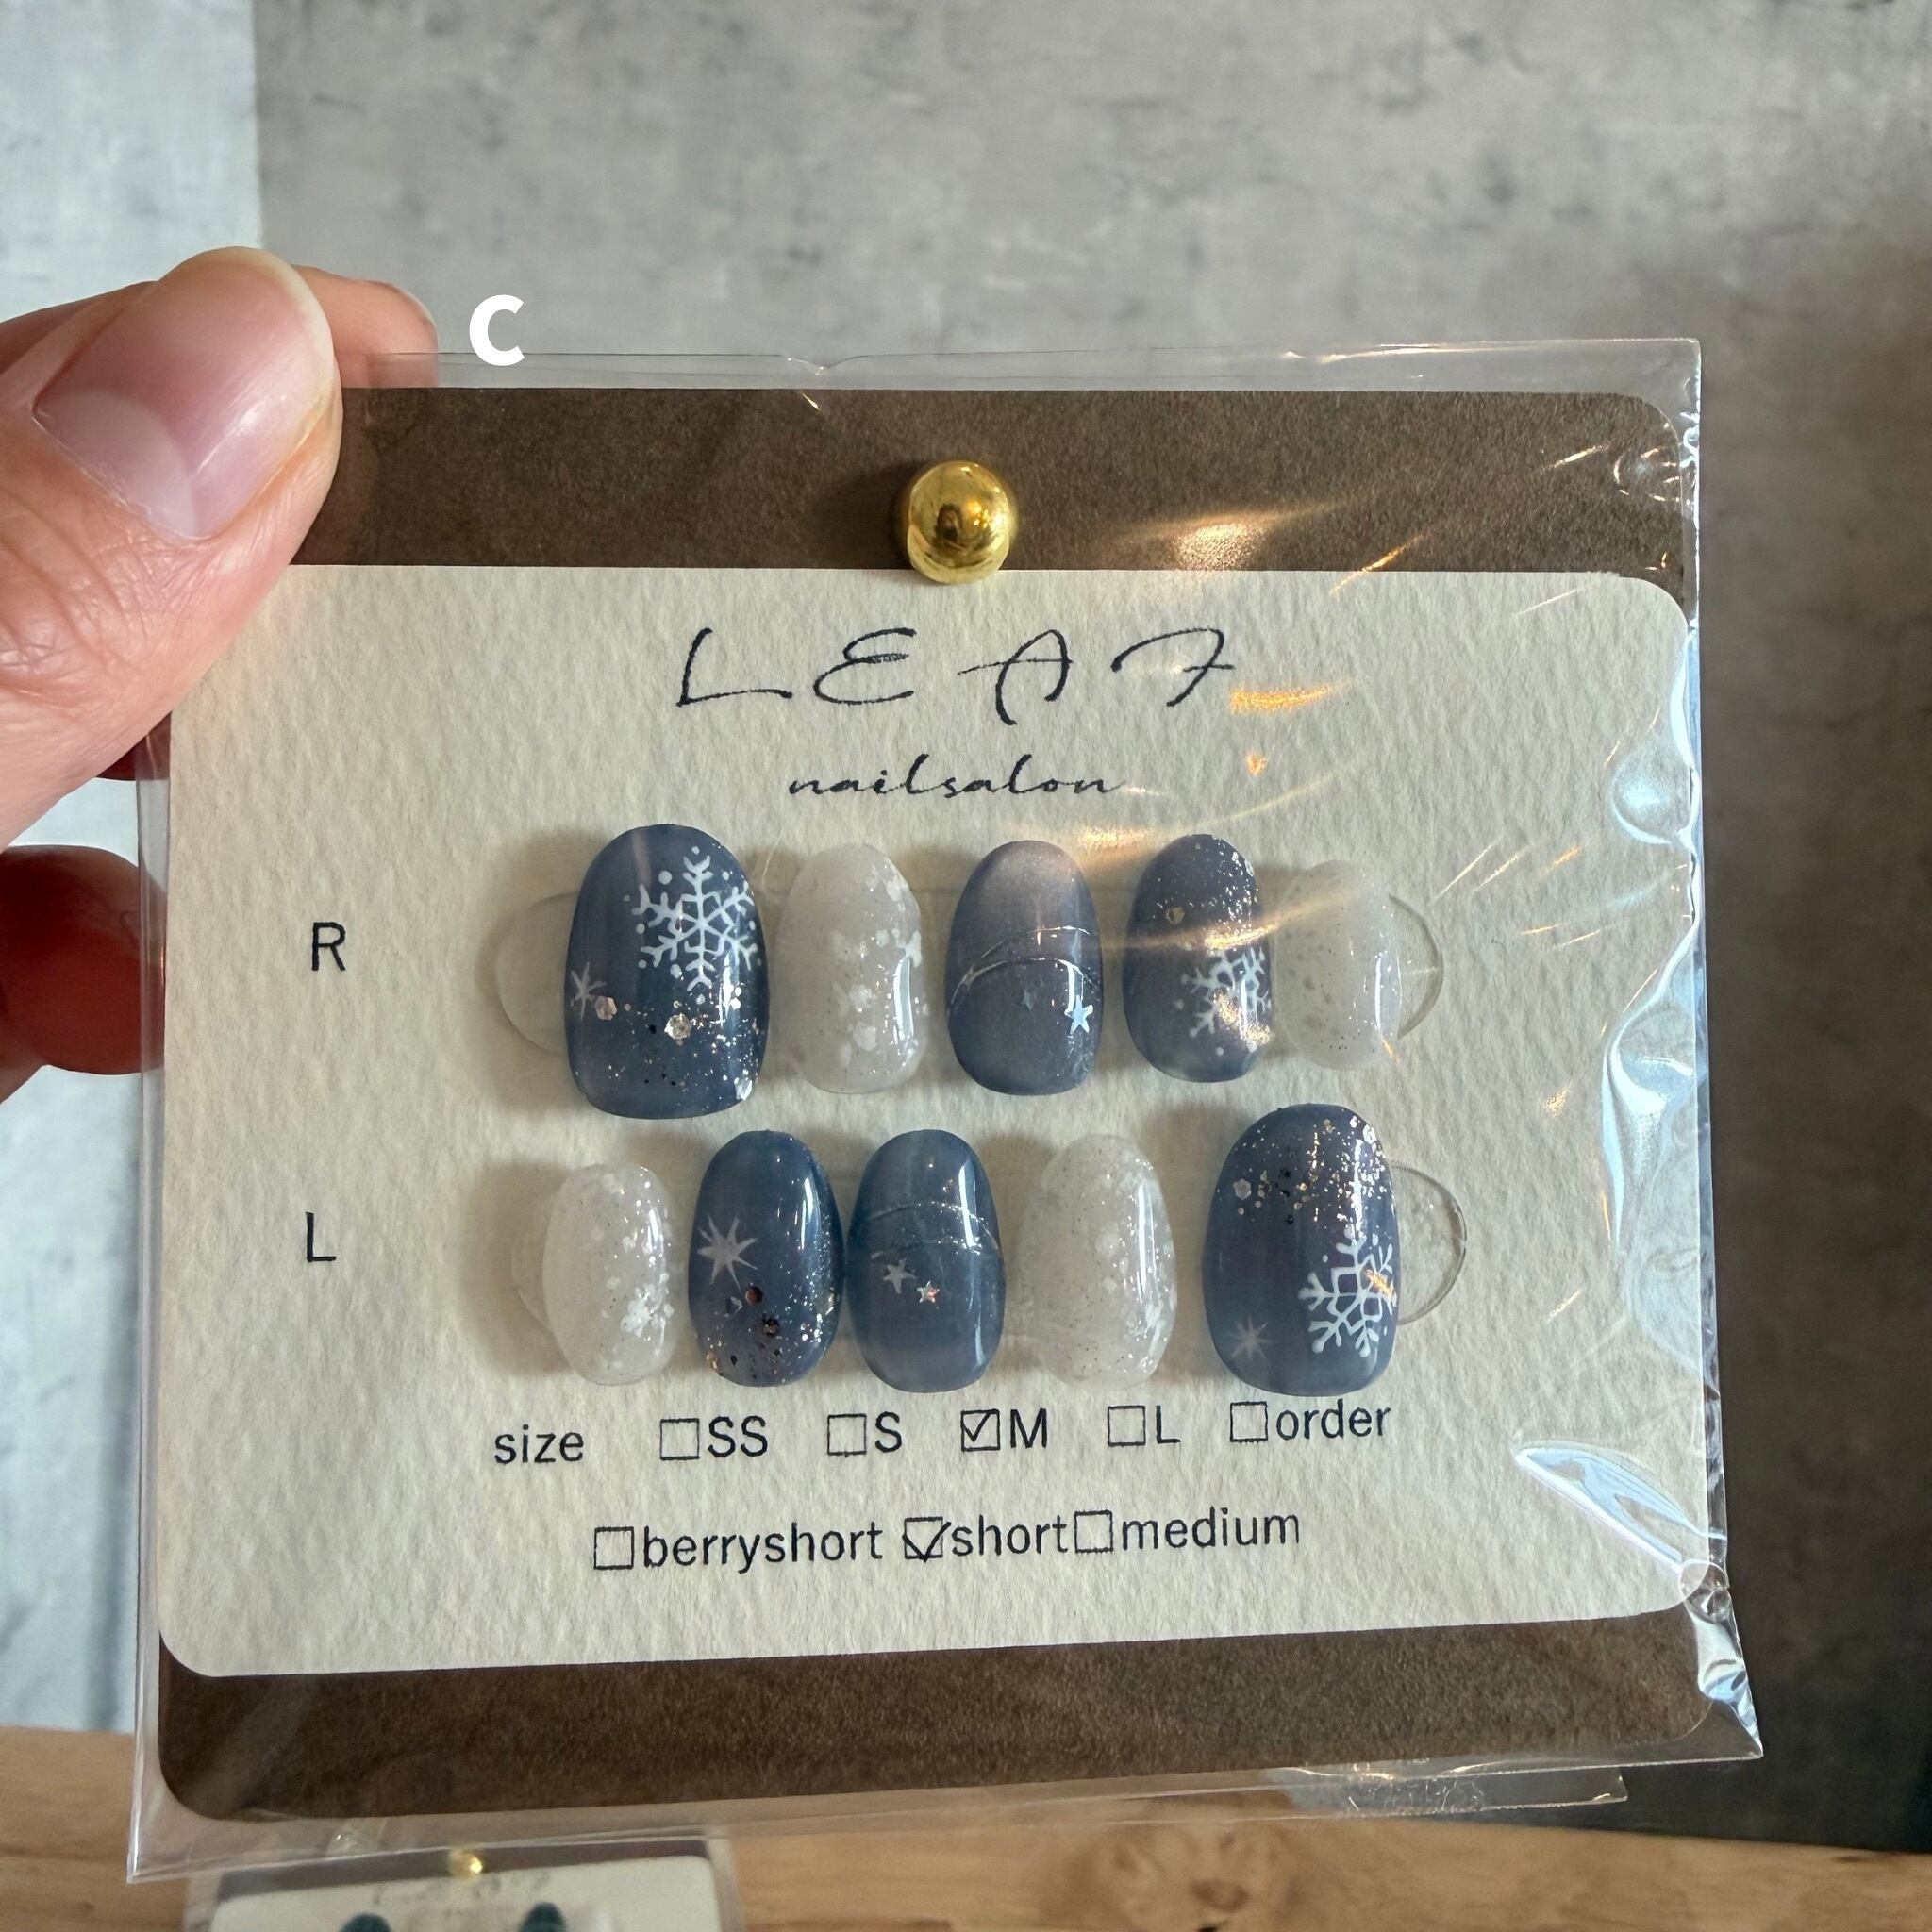 C
LEAF
nailsalon
R
L
size □SS □S ☑M □L □order
□berryshort ☑short □medium